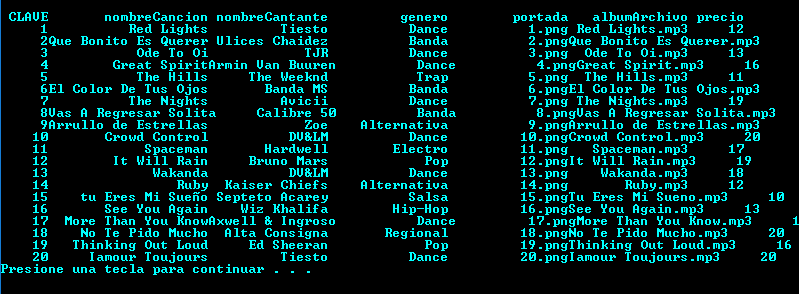 CLAVE nombreCancion nombreCantante genero portada albumArchivo precio
1 Red Lights Tiesto Dance 1.png Red Lights.mp3 12
2Que Bonito Es Querer Ulices Chaidez Banda 2.pngQue Bonito Es Querer.mp3
3 Ode To Oi TJR Dance 3.png Ode To Oi.mp3 13
4 Great SpiritArmin Van Buuren Dance 4.pngGreat Spirit.mp3 16
5 The Hills The Weeknd Trap 5.png The Hills.mp3 11
6El Color De Tus Ojos Banda MS Banda 6.pngEl Color De Tus Ojos.mp3
7 The Nights Avicii Dance 7.png The Nights.mp3 19
8Vas A Regresar Solita Calibre 50 Banda 8.pngVas A Regresar Solita.mp3
9Arrullo de Estrellas Zoe Alternativa 9.pngArrullo de Estrellas.mp3
10 Crowd Control DV&LM Dance 10.pngCrowd Control.mp3 20
11 Spaceman Hardwell Electro 11.png Spaceman.mp3 17
12 It Will Rain Bruno Mars Pop 12.pngIt Will Rain.mp3 19
13 Wakanda DV&LM Dance 13.png Wakanda.mp3 18
14 Ruby Kaiser Chiefs Alternativa 14.png Ruby.mp3 12
15 tu Eres Mi Sueño Septeto Acarey Salsa 15.pngTu Eres Mi Sueno.mp3 10
16 See You Again Wiz Khalifa Hip-Hop 16.pngSee You Again.mp3 13
17 More Than You KnowAxwell & Ingroso Dance 17.pngMore Than You Know.mp3 1
18 No Te Pido Mucho Alta Consigna Regional 18.pngNo Te Pido Mucho.mp3 20
19 Thinking Out Loud Ed Sheeran Pop 19.pngThinking Out Loud.mp3 16
20 Iamour Toujours Tiesto Dance 20.pngIamour Toujours.mp3 20
Presione una tecla para continuar . . .